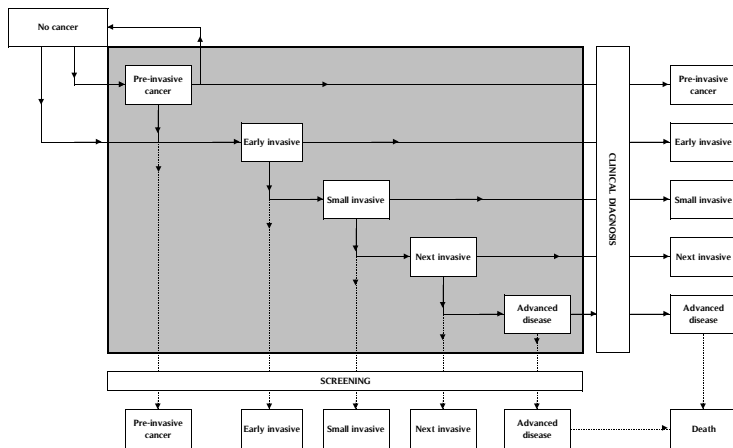 No cancer
Pre-invasive
cancer
Pre-invasive
cancer
Early invasive
Early invasive
CLINICAL DIAGNOSIS
Small invasive
Small invasive
Next invasive
Next invasive
Advanced
disease
Advanced
disease
SCREENING
Pre-invasive
cancer
Early invasive
Small invasive
Next invasive
Advanced
disease
Death